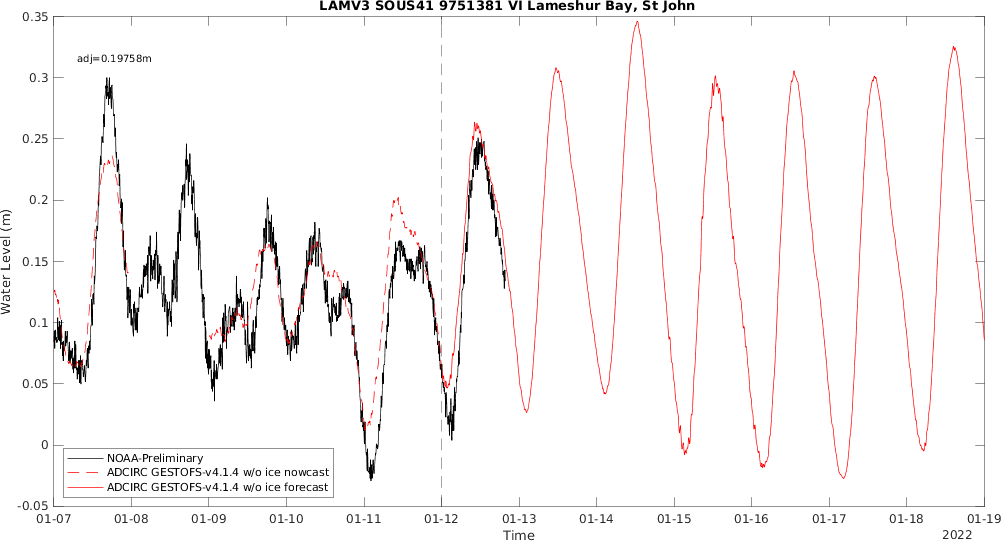 LAMV3 SOUS41 9751381 VI Lameshur Bay, St John
adj=0.19758m
0.35
0.3
0.25
0.2
0.15
0.1
0.05
0
-0.05
Water Level (m)
NOAA-Preliminary
ADCIRC GESTOFS-v4.1.4 w/o ice nowcast
ADCIRC GESTOFS-v4.1.4 w/o ice forecast
01-07 01-08 01-09 01-10 01-11 01-12 01-13 01-14 01-15 01-16 01-17 01-18 01-19
Time
2022